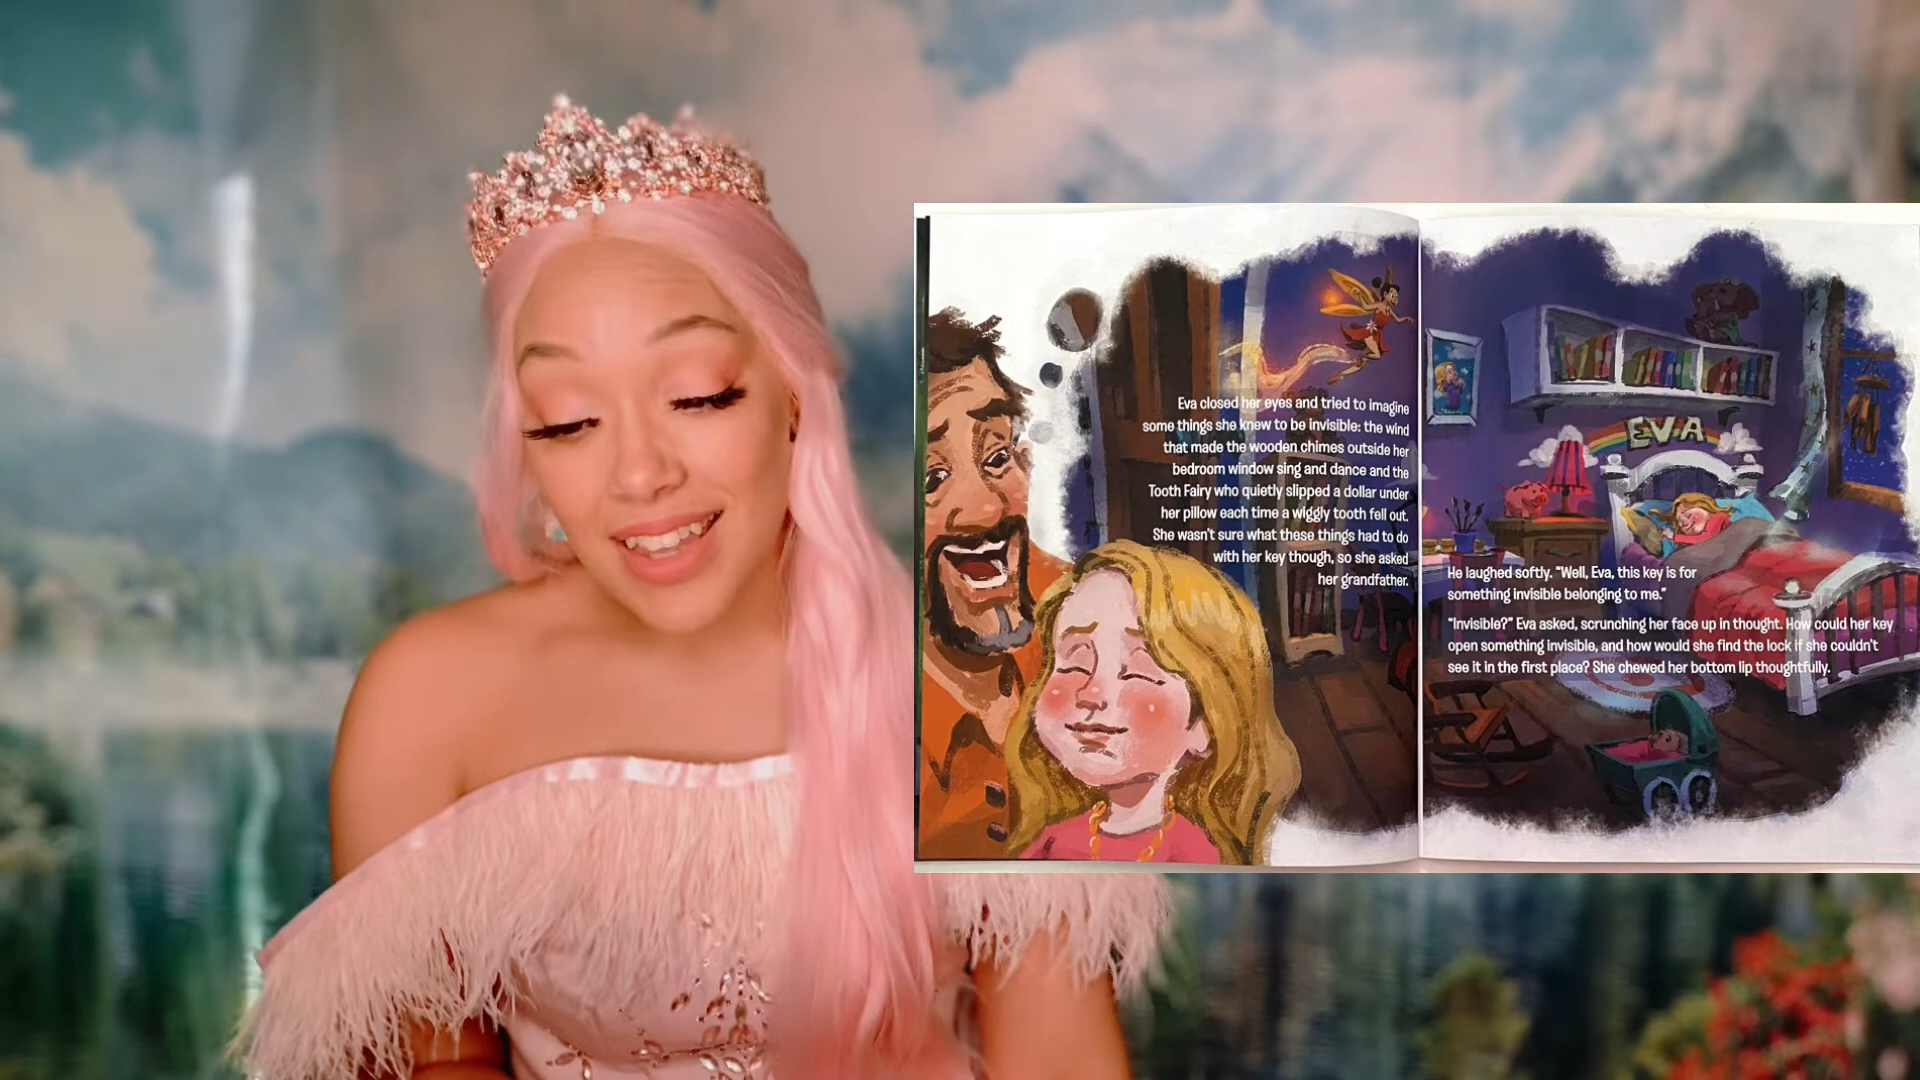 Eva closed her eyes and tried to imagine
some things she knew to be invisible: the wind
that made the wooden chimes outside her
bedroom window sing and dance and the
Tooth Fairy who quietly slipped a dollar under
her pillow each time a wiggly tooth fell out.
She wasn't sure what these things had to do
with her key though, so she asked
her grandfather.
EVA
He laughed softly. "Well, Eva, this key is for
something invisible belonging to me."
"Invisible?" Eva asked, scrunching her face up in thought. How could her key
open something invisible, and how would she find the lock if she couldn't
see it in the first place? She chewed her bottom lip thoughtfully.